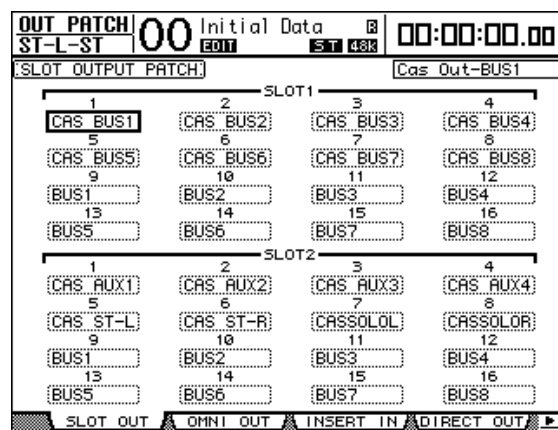 OUT PATCH 00 Initial Data 00:00:00.00
ST-L-ST EDIT ST 48k
SLOT OUTPUT PATCH Cas Out-BUS1
SLOT1
1 2 3 4
CAS BUS1 CAS BUS2 CAS BUS3 CAS BUS4
5 6 7 8
CAS BUS5 CAS BUS6 CAS BUS7 CAS BUS8
9 10 11 12
BUS1 BUS2 BUS3 BUS4
13 14 15 16
BUS5 BUS6 BUS7 BUS8
SLOT2
1 2 3 4
CAS AUX1 CAS AUX2 CAS AUX3 CAS AUX4
5 6 7 8
CAS ST-L CAS ST-R CASSOLOL CASSOLOR
9 10 11 12
BUS1 BUS2 BUS3 BUS4
13 14 15 16
BUS5 BUS6 BUS7 BUS8
SLOT OUT OMNI OUT INSERT IN DIRECT OUT